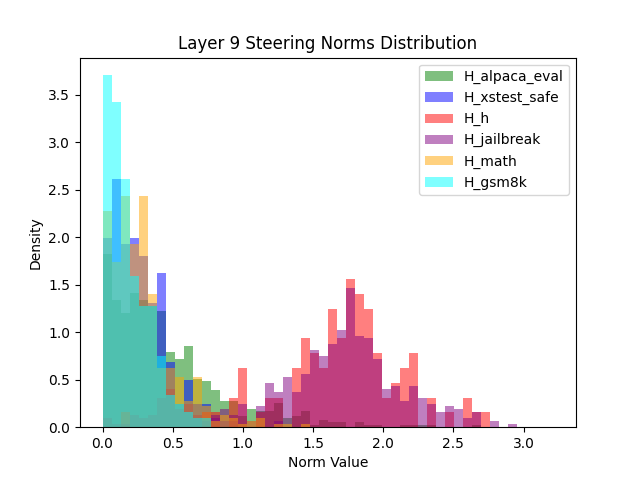 Layer 9 Steering Norms Distribution
H_alpaca_eval
H_xstest_safe
H_h
H_jailbreak
H_math
H_gsm8k
3.5
3.0
2.5
2.0
1.5
1.0
0.5
0.0
Density
0.0 0.5 1.0 1.5 2.0 2.5 3.0
Norm Value